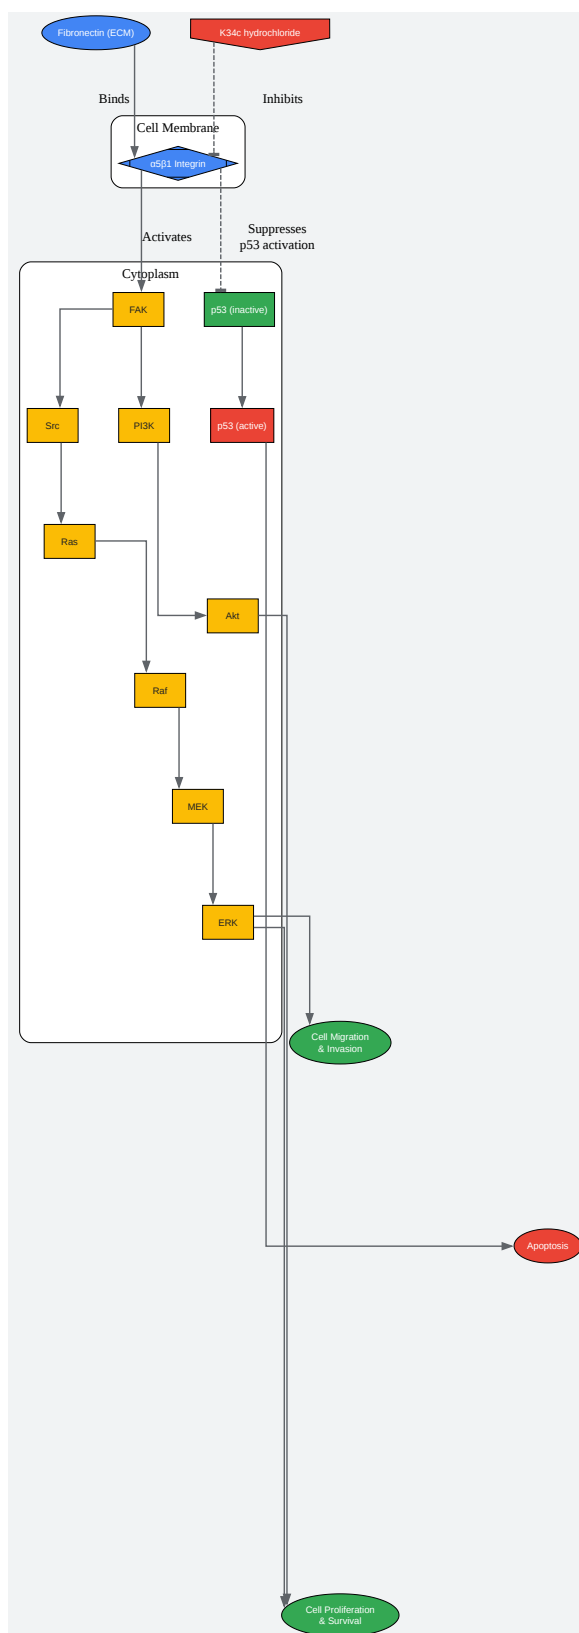 Fibronectin (ECM)
K34c hydrochloride
Binds
Inhibits
Cell Membrane
α5β1 Integrin
Activates
Suppresses
p53 activation
Cytoplasm
FAK
p53 (inactive)
Src
PI3K
p53 (active)
Ras
Akt
Raf
MEK
ERK
Cell Migration
& Invasion
Apoptosis
Cell Proliferation
& Survival